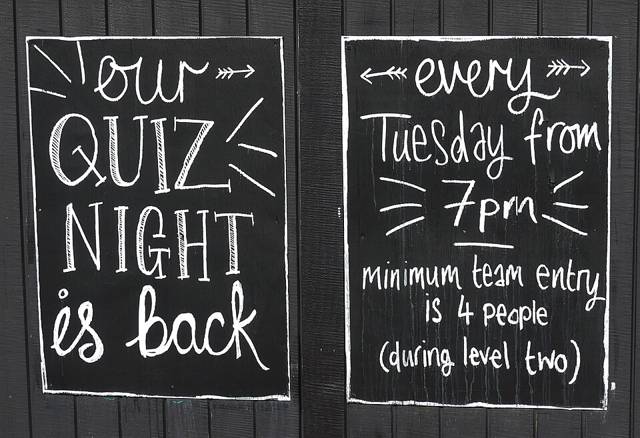 our
QUIZ
NIGHT
is back
every
Tuesday from
7pm
minimum team entry
is 4 people
(during level two)